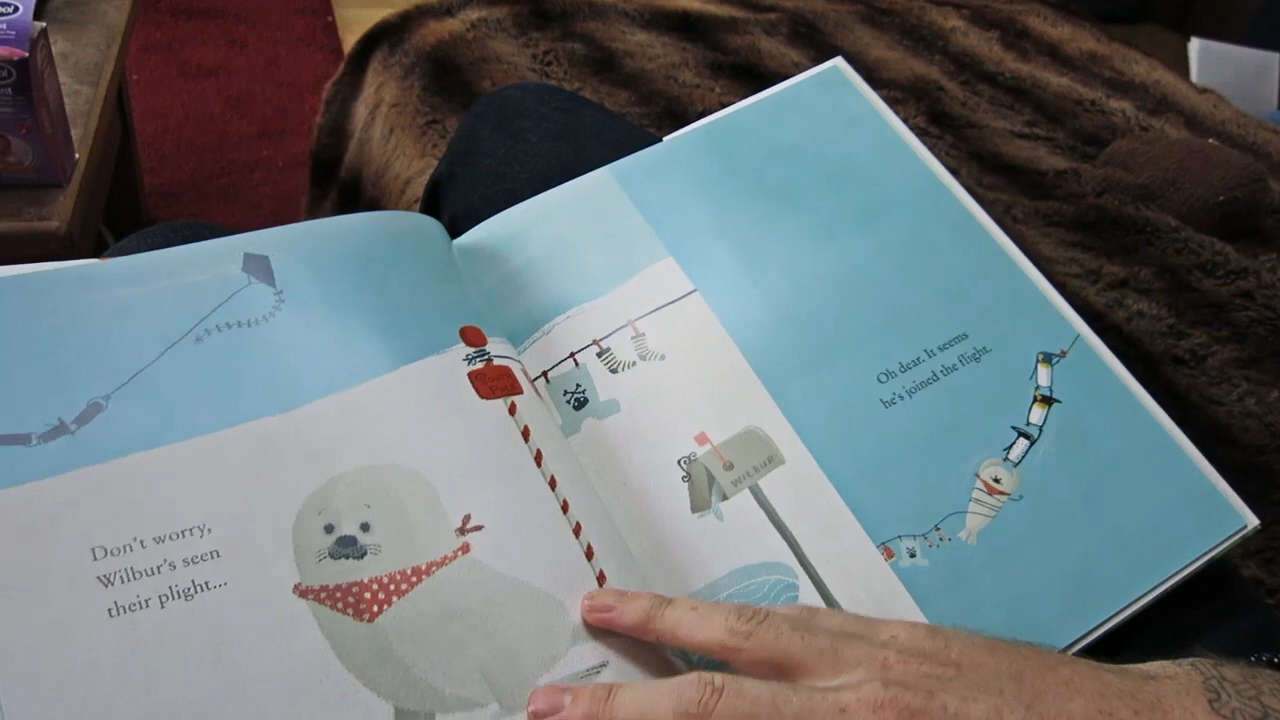 Don't worry,
Wilbur's seen
their plight...
WILBUR
Oh dear. It seems
he's joined the flight.